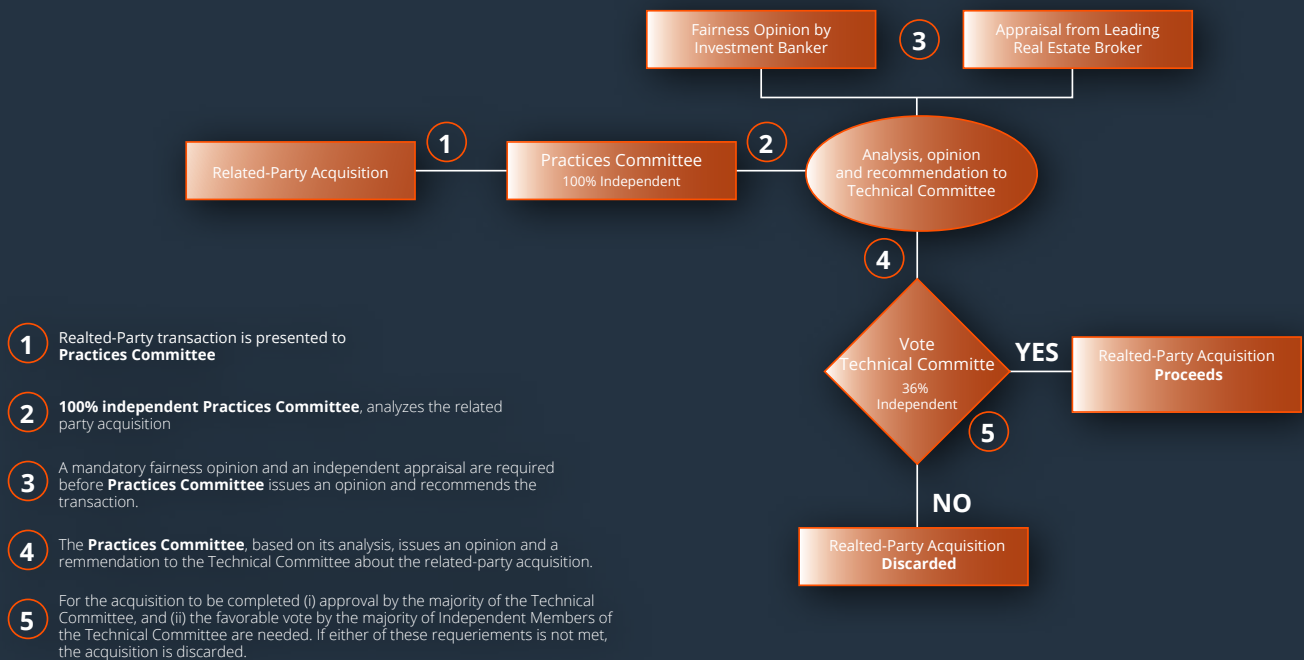 Fairness Opinion by
Investment Banker
3
Appraisal from Leading
Real Estate Broker
1
2
Related-Party Acquisition
Practices Committee
100% Independent
Analysis, opinion
and recommendation to
Technical Committee
4
Vote
Technical Committe
36%
Independent
YES
Realted-Party Acquisition
Proceeds
5
NO
Realted-Party Acquisition
Discarded
1
Realted-Party transaction is presented to
Practices Committee
2
100% independent Practices Committee, analyzes the related
party acquisition
3
A mandatory fairness opinion and an independent appraisal are required
before Practices Committee issues an opinion and recommends the
transaction.
4
The Practices Committee, based on its analysis, issues an opinion and a
remmendation to the Technical Committee about the related-party acquisition.
5
For the acquisition to be completed (i) approval by the majority of the Technical
Committee, and (ii) the favorable vote by the majority of Independent Members of
the Technical Committee are needed. If either of these requeriements is not met,
the acquisition is discarded.